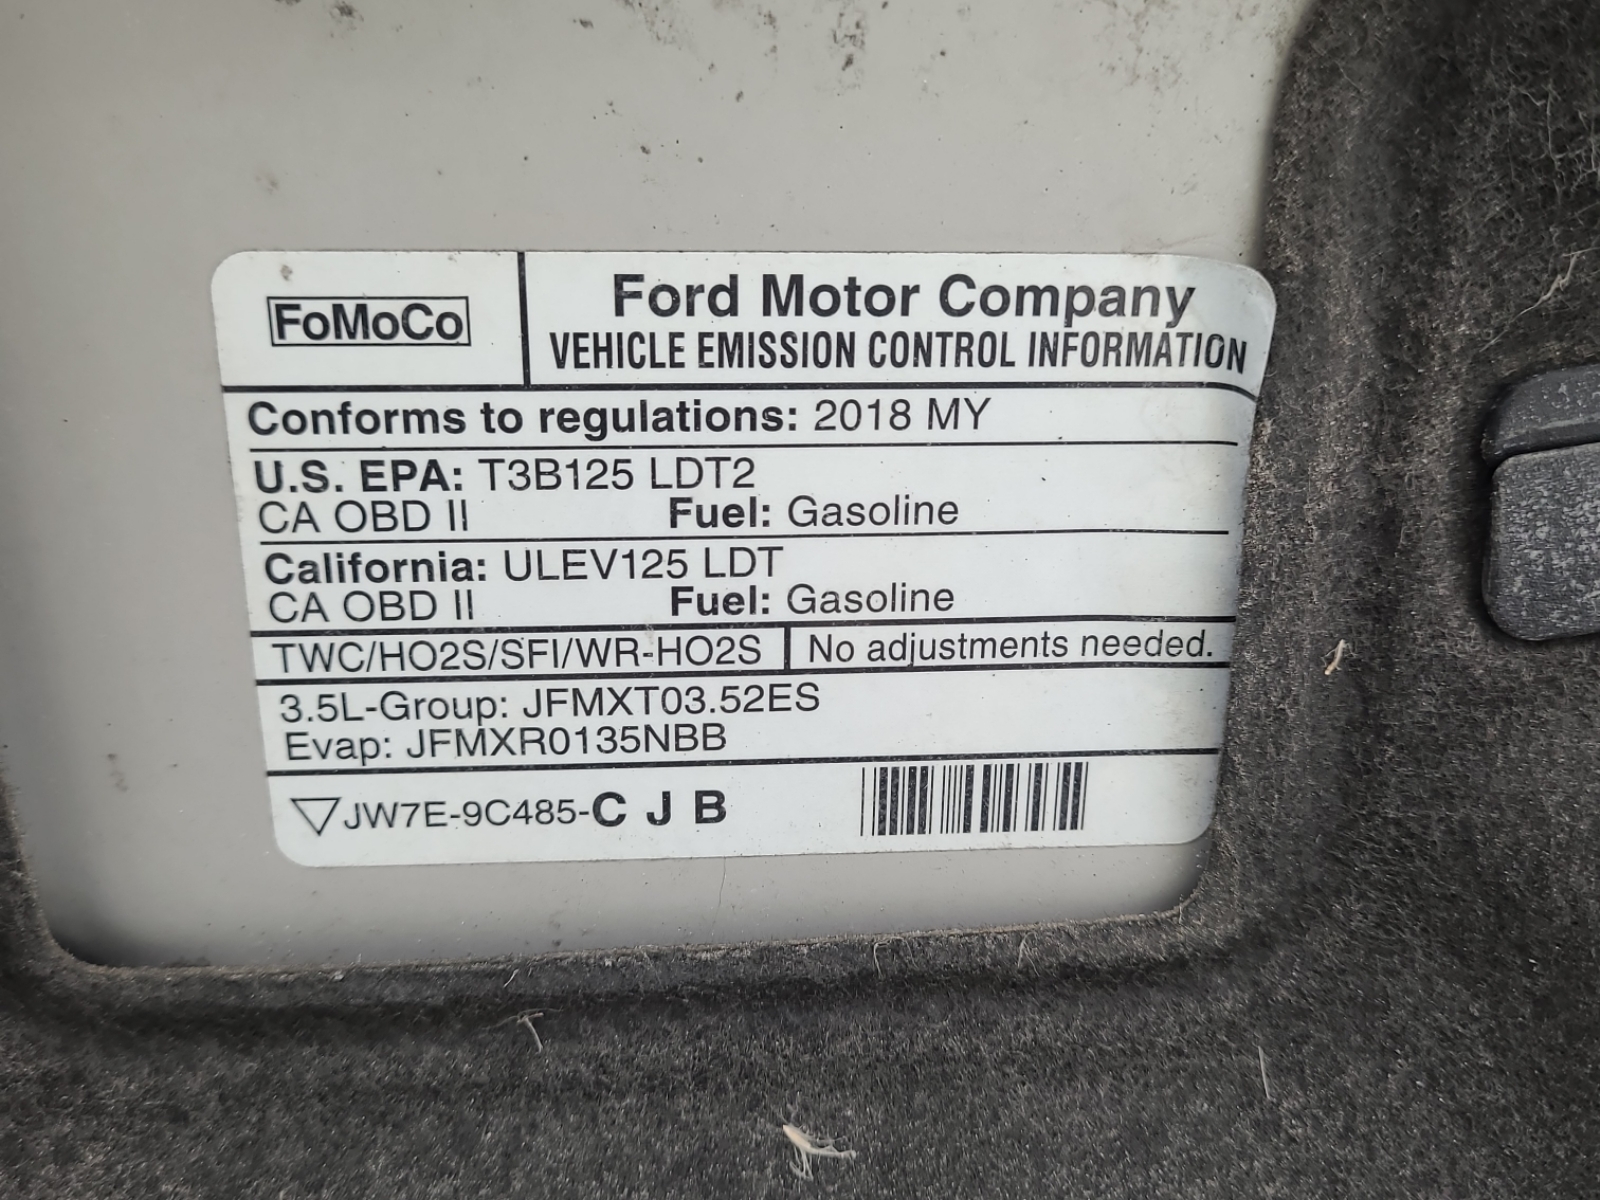 FoMoCo
Ford Motor Company
VEHICLE EMISSION CONTROL INFORMATION
Conforms to regulations: 2018 MY
U.S. EPA: T3B125 LDT2
CA OBD II Fuel: Gasoline
California: ULEV125 LDT
CA OBD II Fuel: Gasoline
TWC/HO2S/SFI/WR-HO2S No adjustments needed.
3.5L-Group: JFMXT03.52ES
Evap: JFMXR0135NBB
JW7E-9C485-C J B